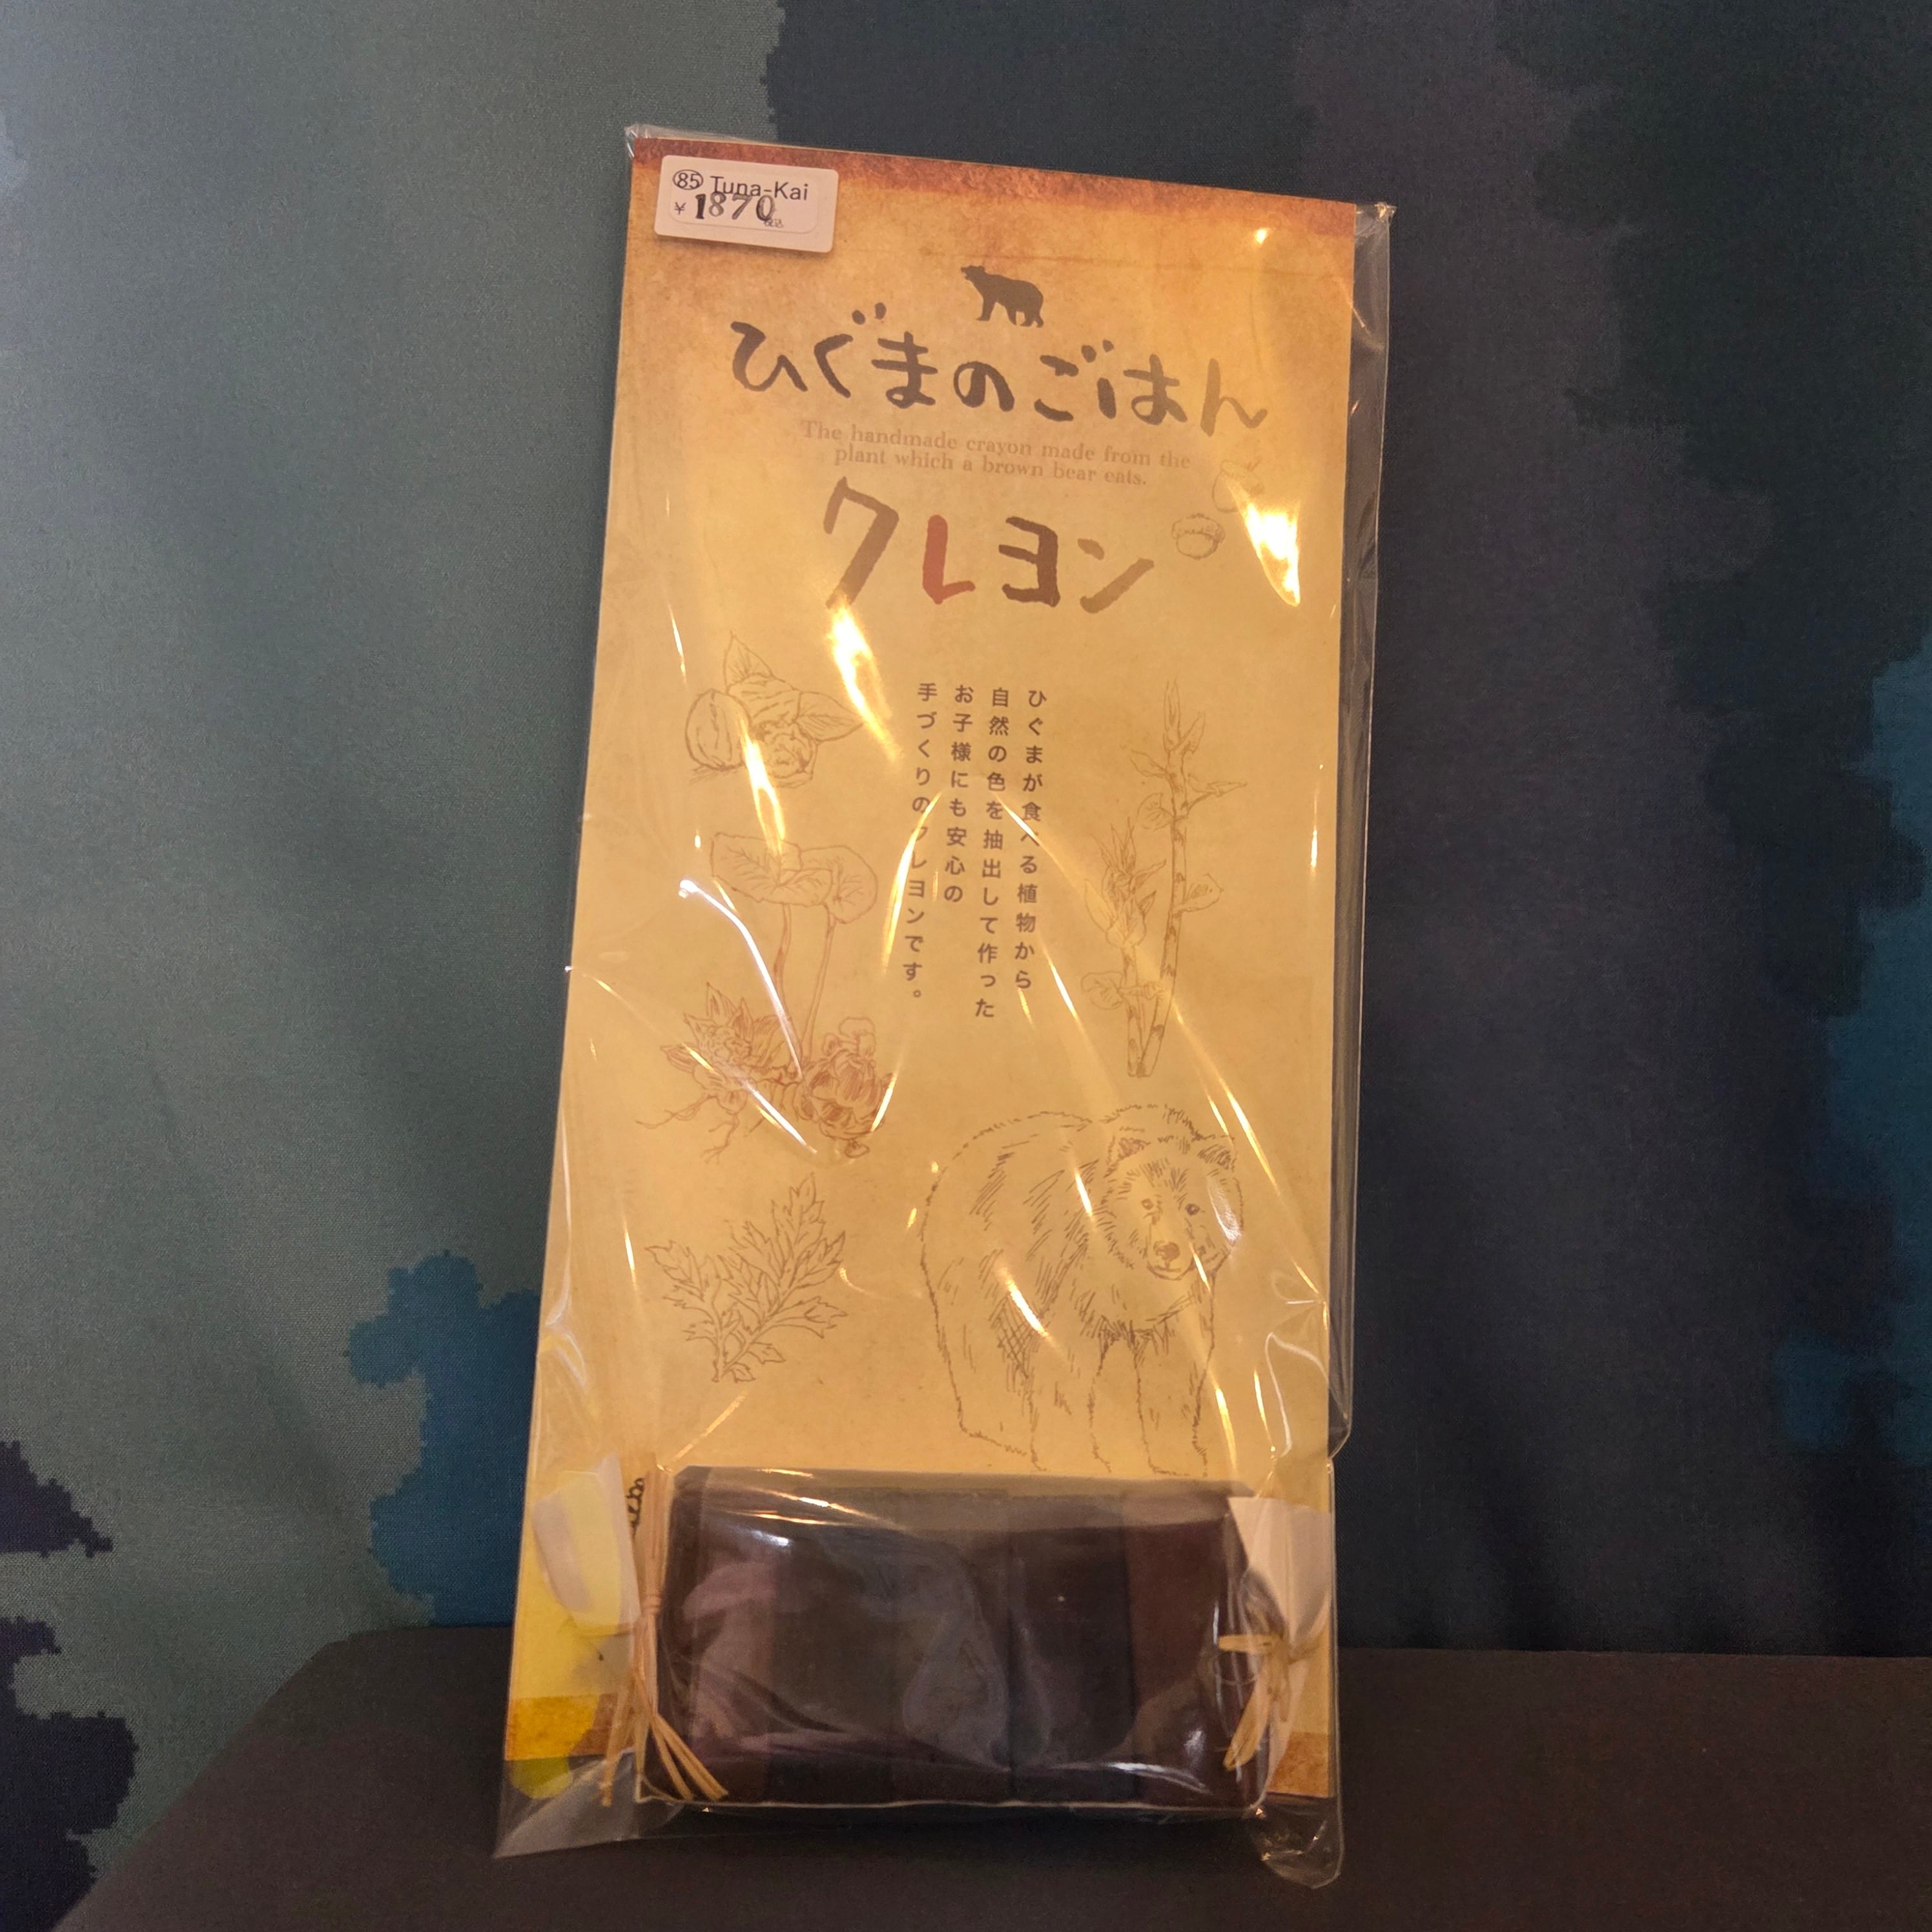 85 Tuna-Kai
¥1870
税込
ひぐまのごはん
The handmade crayon made from the
plant which a brown bear eats.
クレヨン
ひぐまが食べる植物から
自然の色を抽出して作った
お子様にも安心の
手づくりのクレヨンです。